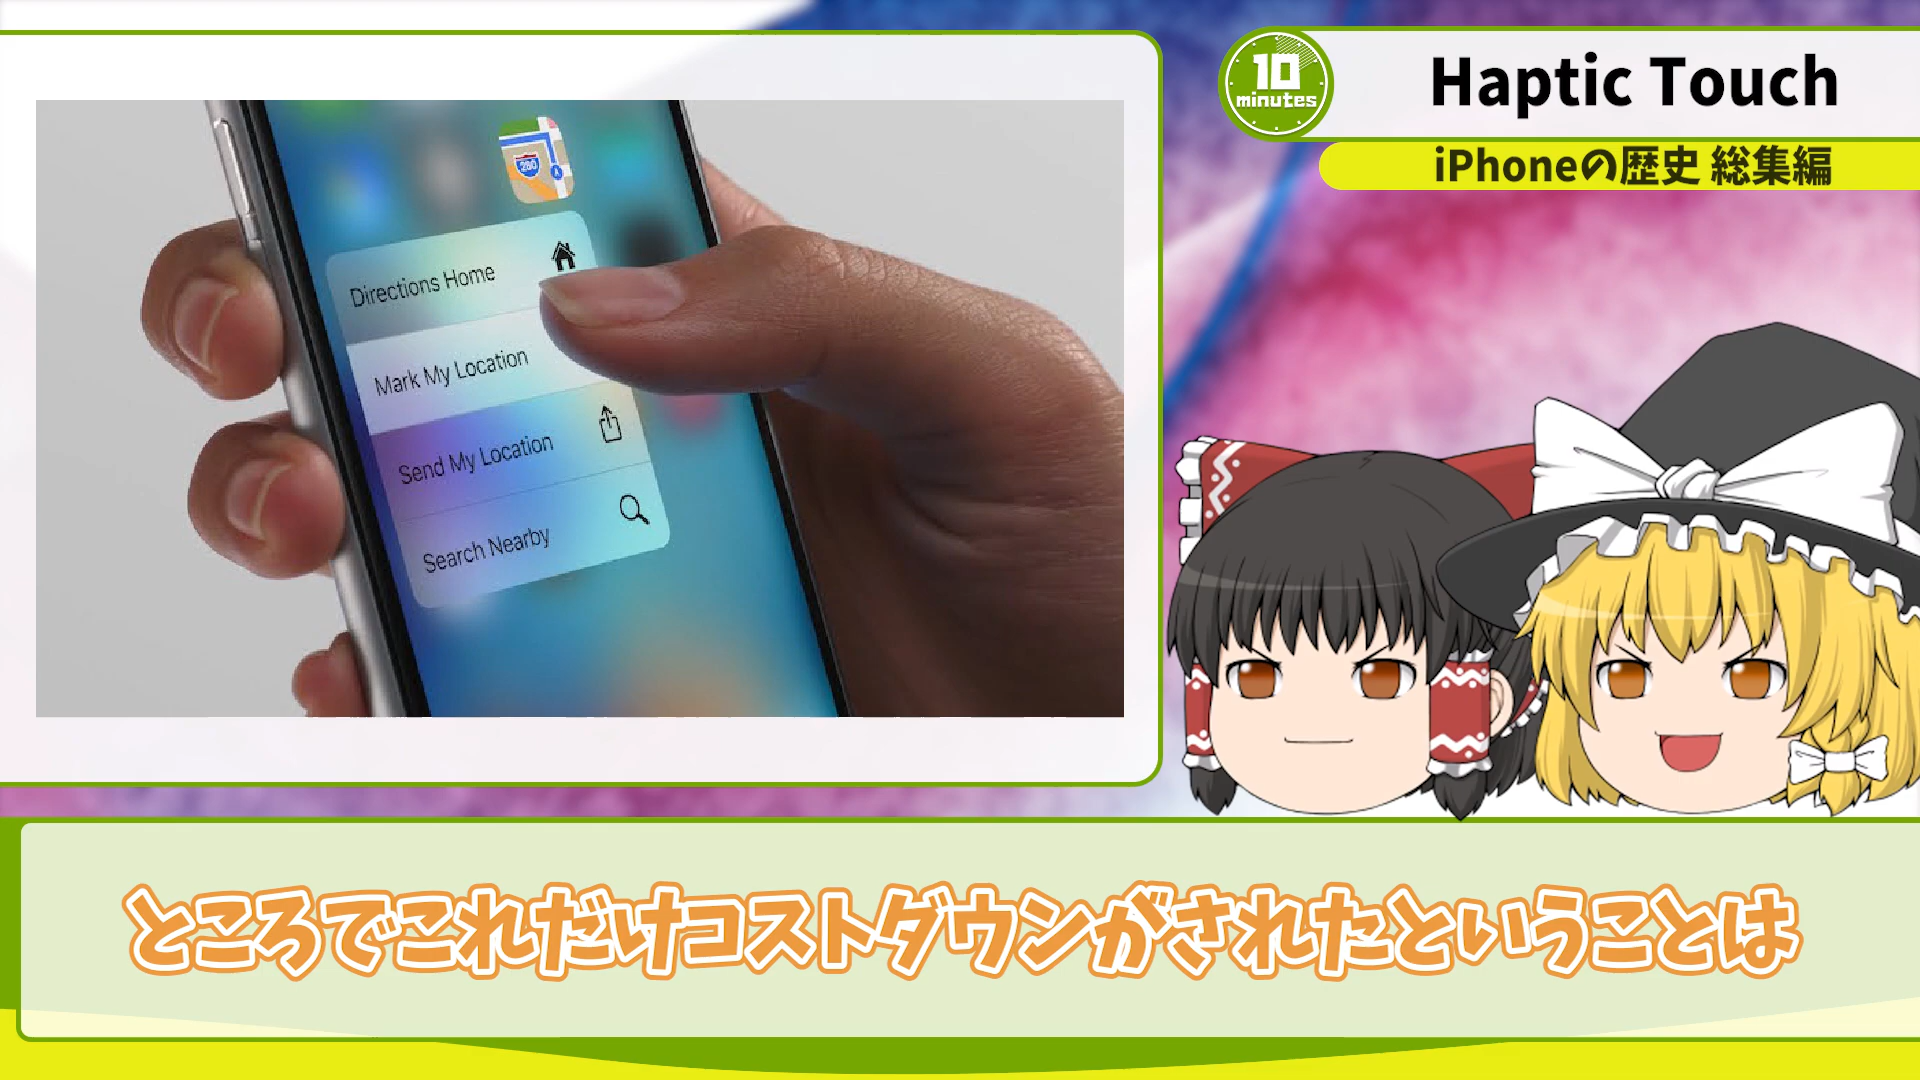 10
minutes
Haptic Touch
iPhoneの歴史 総集編
280
Directions Home
Mark My Location
Send My Location
Search Nearby
ところでこれだけコストダウンがされたということは